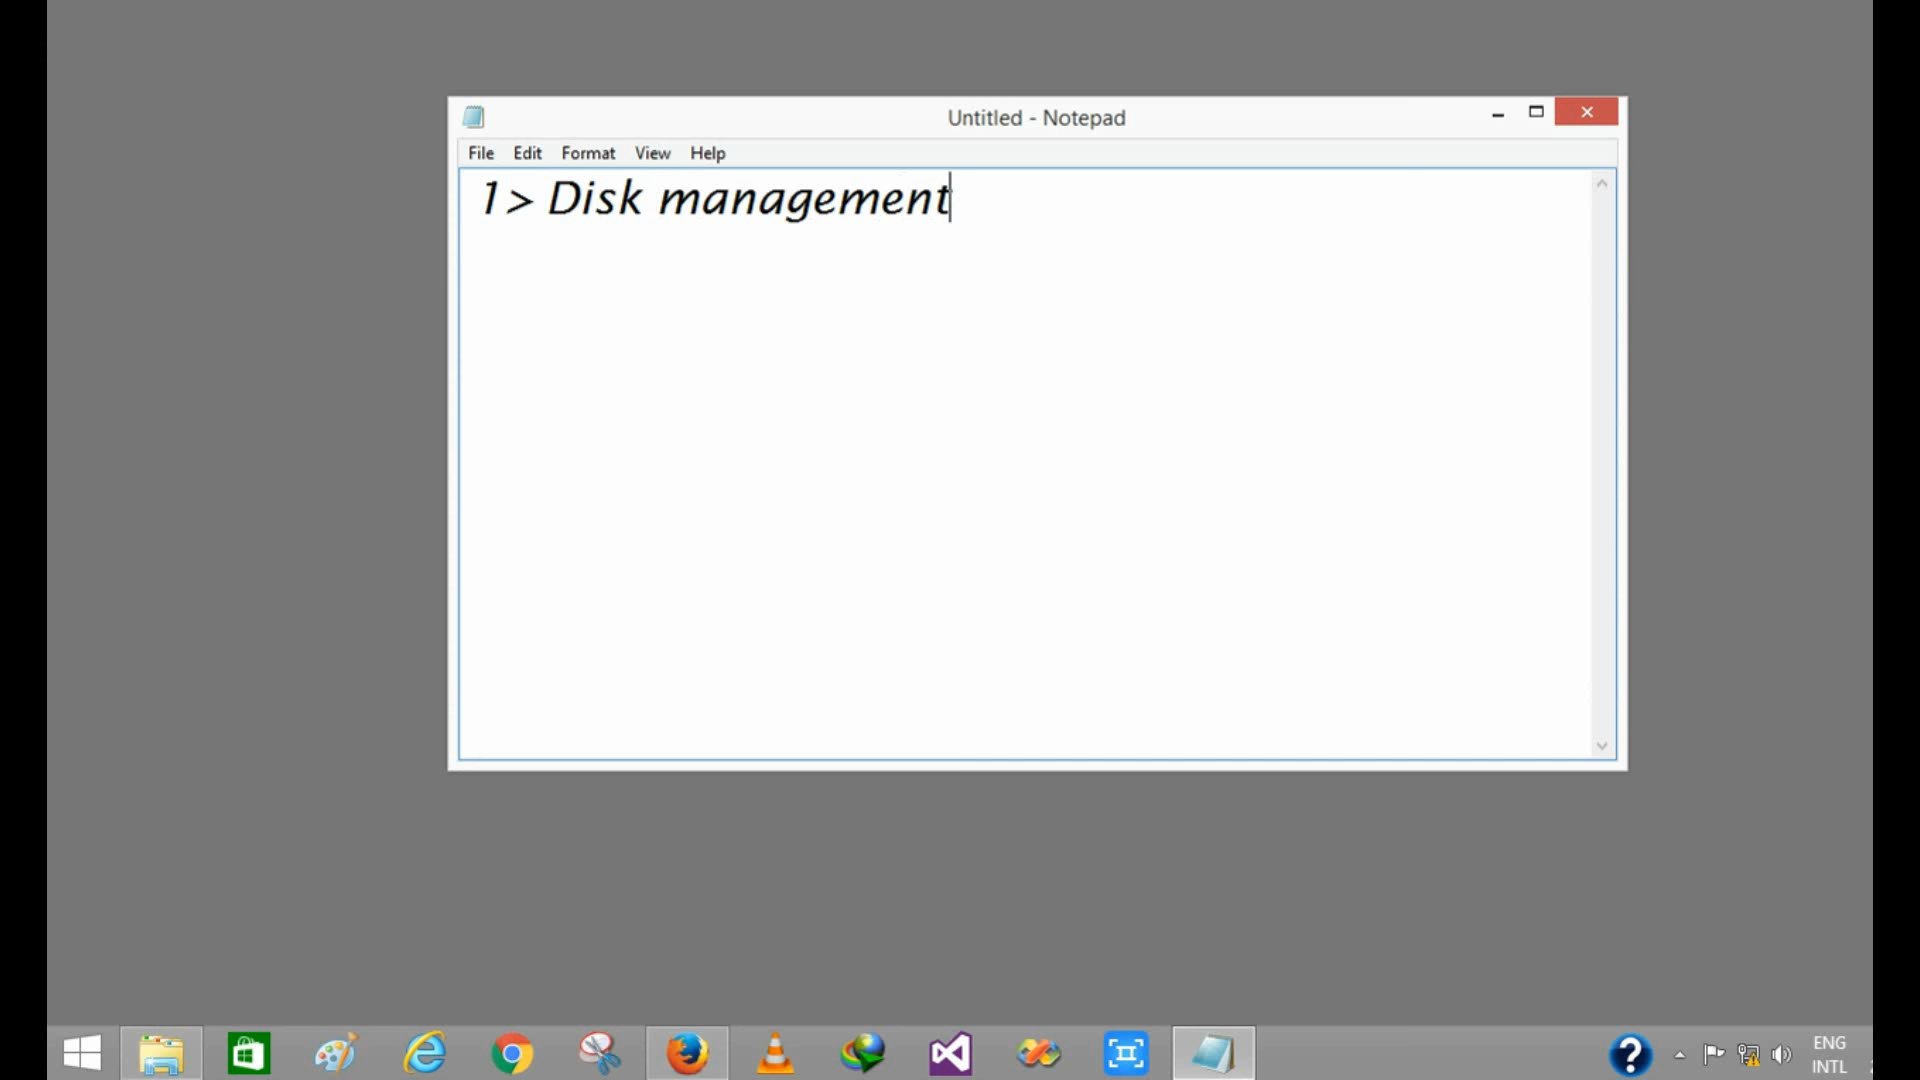 Untitled - Notepad
File Edit Format View Help
1> Disk management
ENG
INTL